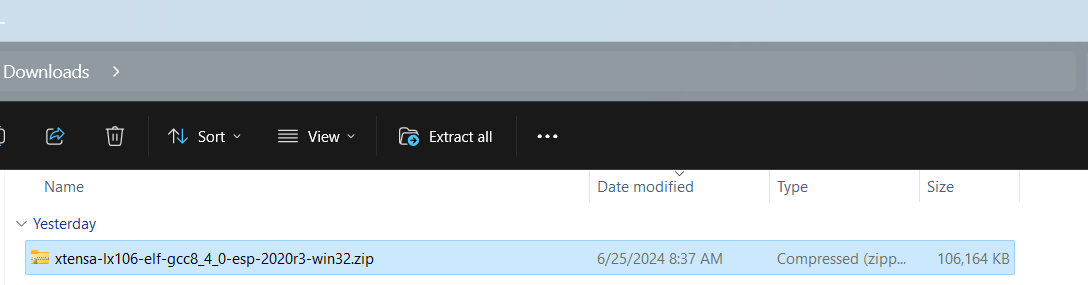 Downloads
Sort View Extract all
Name Date modified Type Size
Yesterday
xtensa-lx106-elf-gcc8_4_0-esp-2020r3-win32.zip 6/25/2024 8:37 AM Compressed (zipp... 106,164 KB